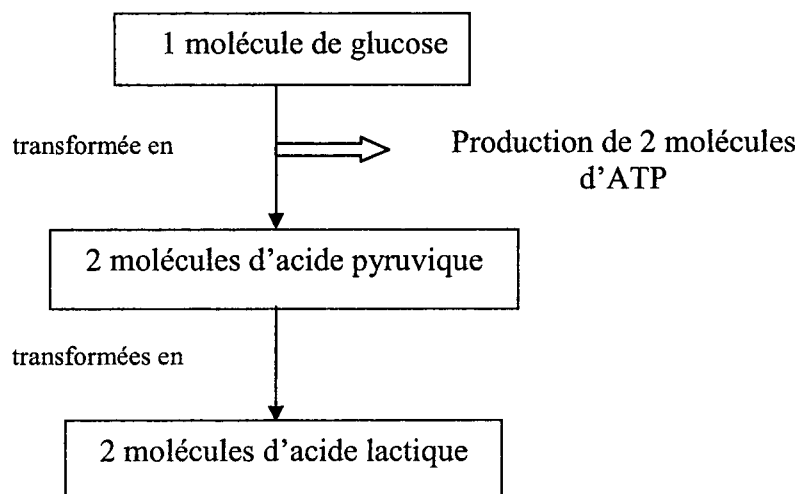 1 molécule de glucose
transformée en
Production de 2 molécules
d'ATP
2 molécules d'acide pyruvique
transformées en
2 molécules d'acide lactique